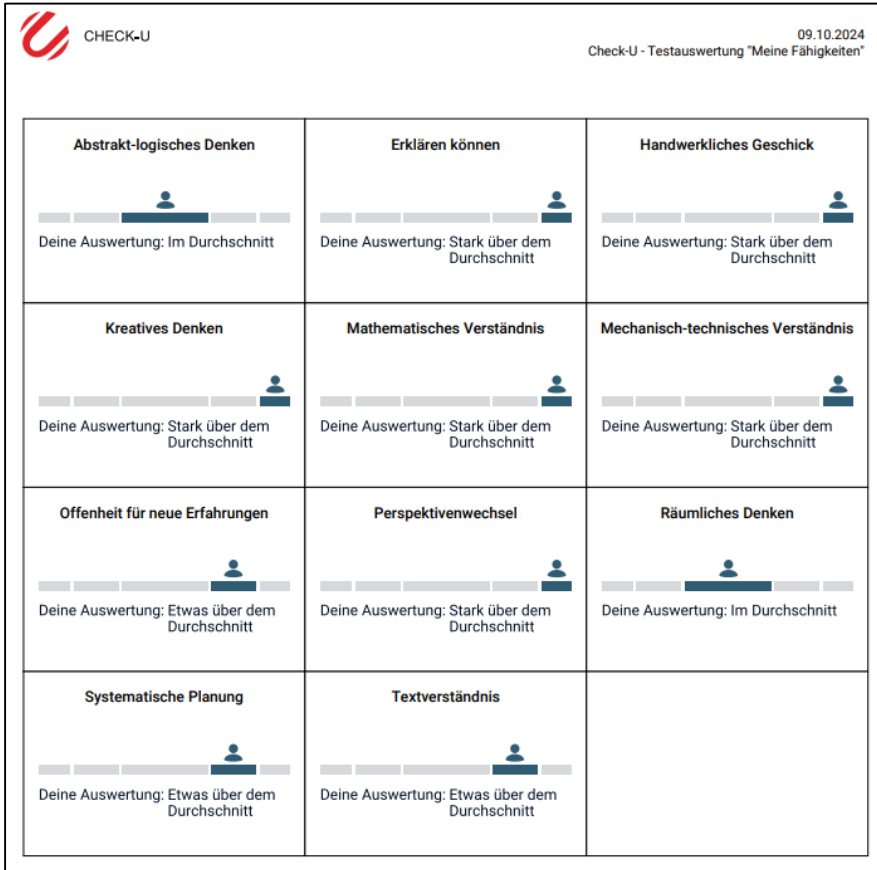 CHECK-U
09.10.2024
Check-U - Testauswertung "Meine Fähigkeiten"
Abstrakt-logisches Denken
Deine Auswertung: Im Durchschnitt
Erklären können
Deine Auswertung: Stark über dem
Durchschnitt
Handwerkliches Geschick
Deine Auswertung: Stark über dem
Durchschnitt
Kreatives Denken
Deine Auswertung: Stark über dem
Durchschnitt
Mathematisches Verständnis
Deine Auswertung: Stark über dem
Durchschnitt
Mechanisch-technisches Verständnis
Deine Auswertung: Stark über dem
Durchschnitt
Offenheit für neue Erfahrungen
Deine Auswertung: Etwas über dem
Durchschnitt
Perspektivenwechsel
Deine Auswertung: Stark über dem
Durchschnitt
Räumliches Denken
Deine Auswertung: Im Durchschnitt
Systematische Planung
Deine Auswertung: Etwas über dem
Durchschnitt
Textverständnis
Deine Auswertung: Etwas über dem
Durchschnitt